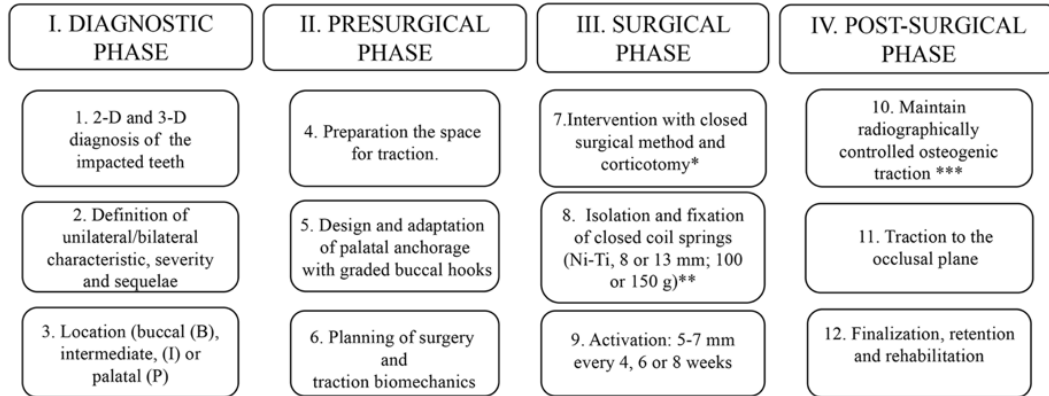 I. DIAGNOSTIC
PHASE
1. 2-D and 3-D
diagnosis of the
impacted teeth
2. Definition of
unilateral/bilateral
characteristic, severity
and sequelae
3. Location (buccal (B),
intermediate, (I) or
palatal (P)
II. PRESURGICAL
PHASE
4. Preparation the space
for traction.
5. Design and adaptation
of palatal anchorage
with graded buccal hooks
6. Planning of surgery
and
traction biomechanics
III. SURGICAL
PHASE
7.Intervention with closed
surgical method and
corticotomy*
8. Isolation and fixation
of closed coil springs
(Ni-Ti, 8 or 13 mm; 100
or 150 g)**
9. Activation: 5-7 mm
every 4, 6 or 8 weeks
IV. POST-SURGICAL
PHASE
10. Maintain
radiographically
controlled osteogenic
traction ***
11. Traction to the
occlusal plane
12. Finalization, retention
and rehabilitation